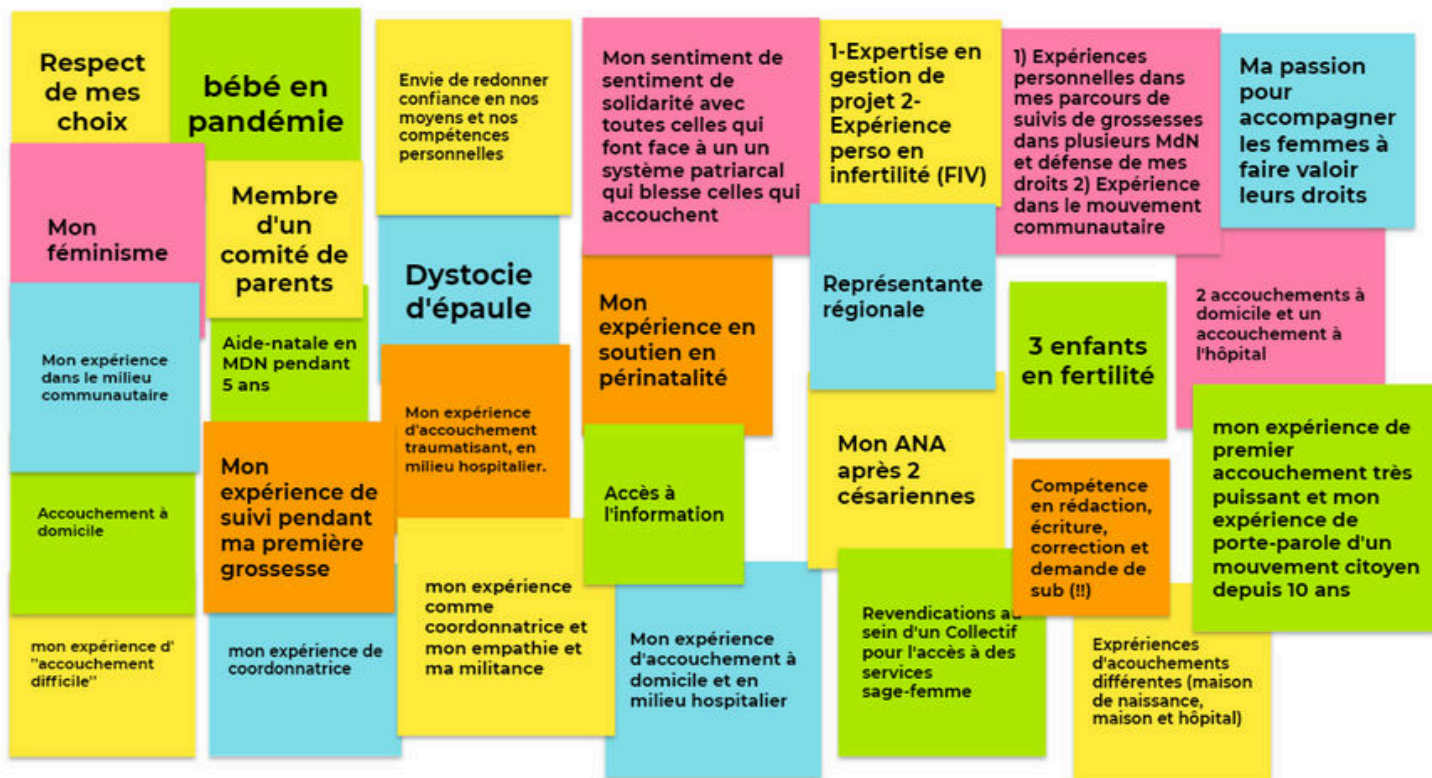 Respect
de mes
choix
bébé en
pandémie
Envie de redonner
confiance en nos
moyens et nos
compétences
personnelles
Mon sentiment de
sentiment de
solidarité avec
toutes celles qui
font face à un un
système patriarcal
qui blesse celles qui
accouchent
1-Expertise en
gestion de
projet 2-
Expérience
perso en
infertilité (FIV)
1) Expériences
personnelles dans
mes parcours de
suivis de grossesses
dans plusieurs MdN
et défense de mes
droits 2) Expérience
dans le mouvement
communautaire
Ma passion
pour
accompagner
les femmes à
faire valoir
leurs droits
Mon
féminisme
Membre
d'un
comité de
parents
Dystocie
d'épaule
Mon
expérience en
soutien en
périnatalité
Représentante
régionale
3 enfants
en fertilité
2 accouchements à
domicile et un
accouchement à
l'hôpital
Mon expérience
dans le milieu
communautaire
Aide-natale en
MDN pendant
5 ans
Mon expérience
d'accouchement
traumatisant, en
milieu hospitalier.
Mon
expérience de
suivi pendant
ma première
grossesse
Accès à
l'information
Mon ANA
après 2
césariennes
Compétence
en rédaction,
écriture,
correction et
demande de
sub (!!)
mon expérience de
premier
accouchement très
puissant et mon
expérience de
porte-parole d'un
mouvement citoyen
depuis 10 ans
Accouchement à
domicile
mon expérience d'
"accouchement
difficile"
mon expérience de
coordonnatrice
mon expérience
comme
coordonnatrice et
mon empathie et
ma militance
Mon expérience
d'accouchement à
domicile et en
milieu hospitalier
Revendications au
sein d'un Collectif
pour l'accès à des
services
sage-femme
Exprériences
d'acouchements
différentes (maison
de naissance,
maison et hôpital)